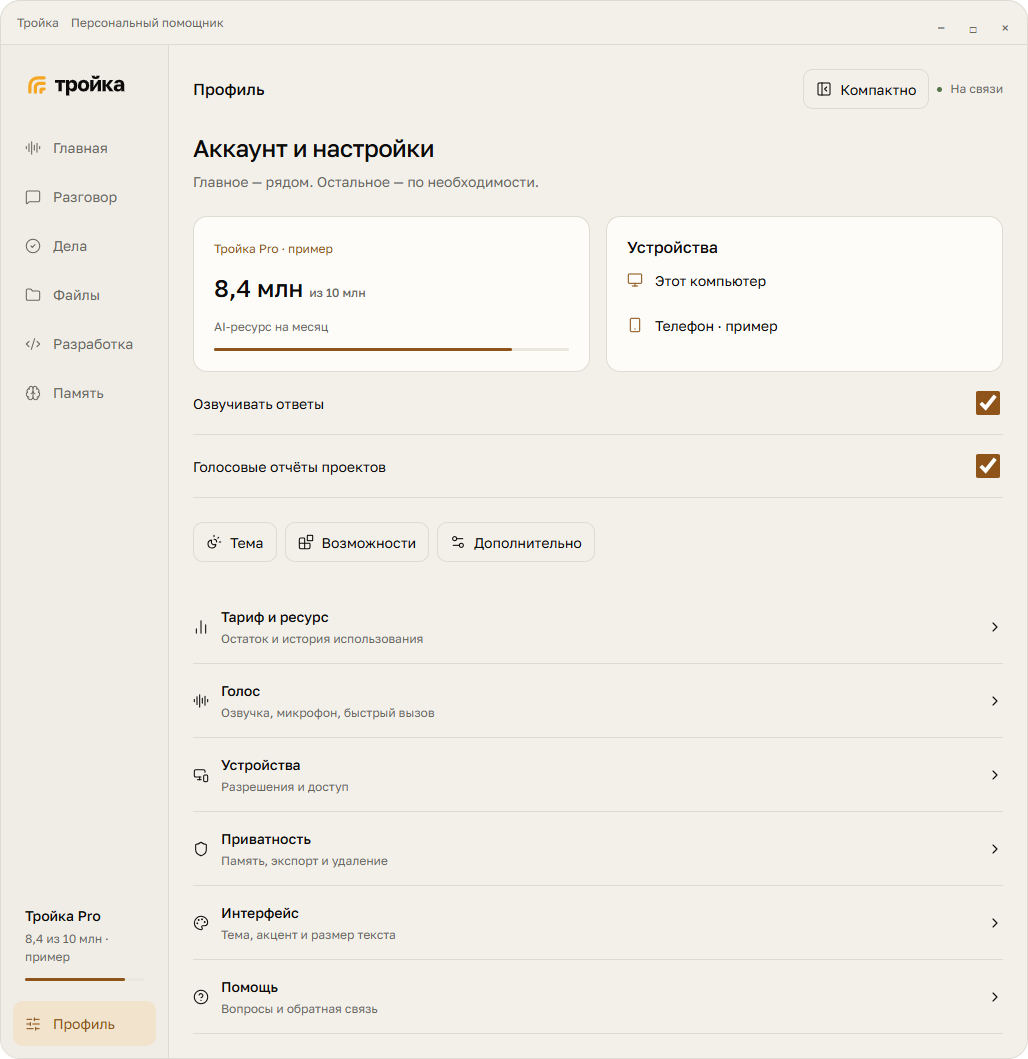 Тройка Персональный помощник
тройка
Главная
Разговор
Дела
Файлы
Разработка
Память
Тройка Pro
8,4 из 10 млн ·
пример
Профиль
Профиль
Компактно
На связи
Аккаунт и настройки
Главное — рядом. Остальное — по необходимости.
Тройка Pro · пример
8,4 млн из 10 млн
AI-ресурс на месяц
Устройства
Этот компьютер
Телефон · пример
Озвучивать ответы
Голосовые отчёты проектов
Тема
Возможности
Дополнительно
Тариф и ресурс
Остаток и история использования
Голос
Озвучка, микрофон, быстрый вызов
Устройства
Разрешения и доступ
Приватность
Память, экспорт и удаление
Интерфейс
Тема, акцент и размер текста
Помощь
Вопросы и обратная связь